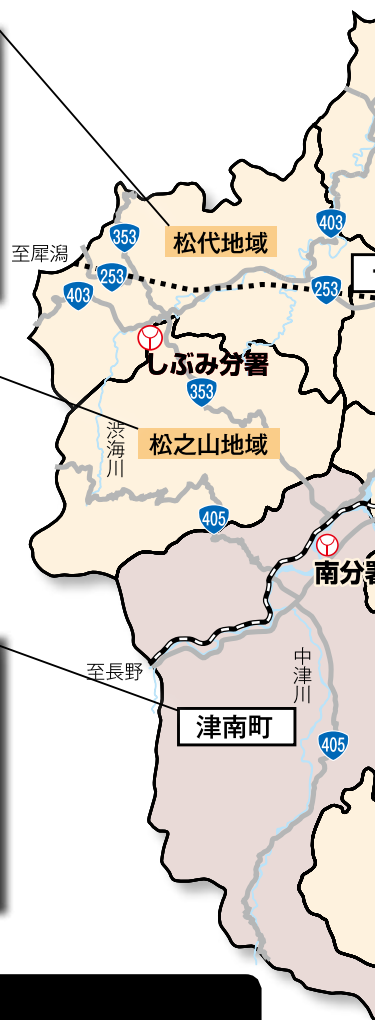 403
353
松代地域
至犀潟
253
403
253
しぶみ分署
353
渋海川
松之山地域
405
南分署
中津川
至長野
津南町
405